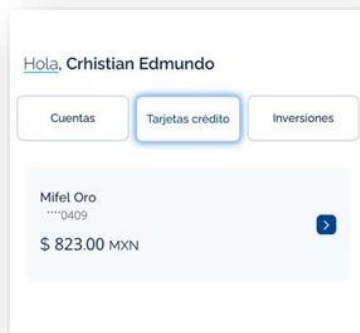 Hola, Crhistian Edmundo
Cuentas
Tarjetas crédito
Inversiones
Mifel Oro
****0409
$ 823.00 MXN